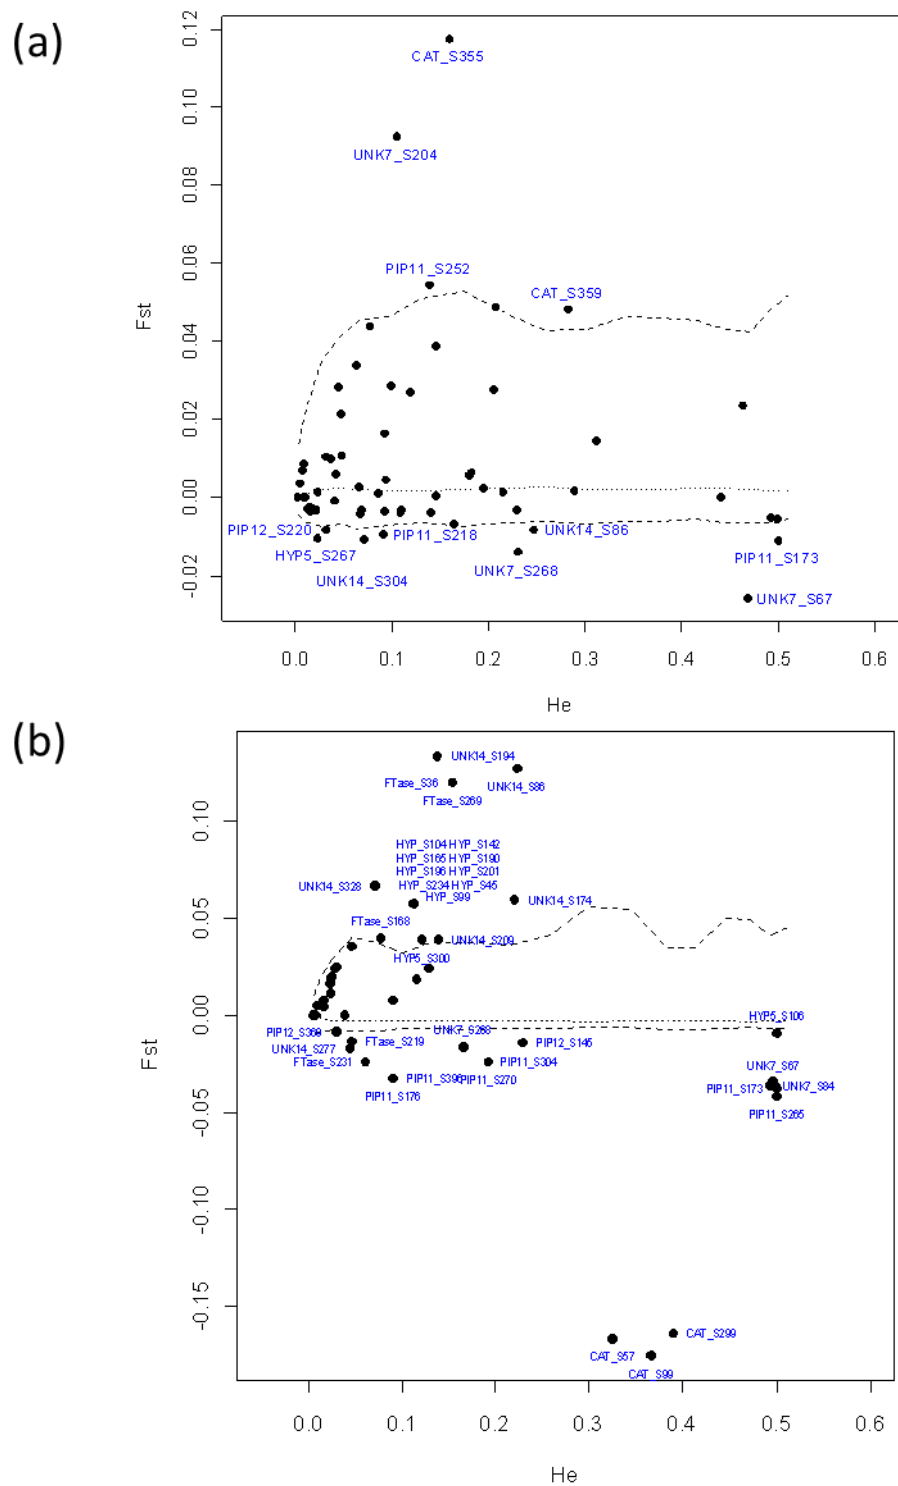 (a)
0.12
CAT_S355
0.10
UNK7_S204
0.08
0.06
PIP11_S252
CAT_S359
Fst
0.04
0.02
0.00
PIP12_S220
PIP11_S218
UNK14_S86
HYP5_S267
PIP11_S173
UNK14_S304
UNK7_S268
-0.02
UNK7_S67
0.0 0.1 0.2 0.3 0.4 0.5 0.6
He
(b)
UNK14_S194
FTase_S36
UNK14_S86
FTase_S269
0.10
HYP_S104 HYP_S142
HYP_S165 HYP_S190
HYP_S196 HYP_S201
UNK14_S328
HYP_S234 HYP_S45
HYP_S99
UNK14_S174
0.05
FTase_S168
UNK14_S209
HYP5_S300
Fst
0.00
HYP5_S106
PIP12_S369
UNK7_S268
FTase_S219
PIP12_S145
UNK14_S277
FTase_S231
PIP11_S304
UNK7_S67
PIP11_S396
PIP11_S270
PIP11_S173
UNK7_S84
PIP11_S176
PIP11_S265
-0.05
-0.10
-0.15
CAT_S299
CAT_S57
CAT_S99
0.0 0.1 0.2 0.3 0.4 0.5 0.6
He